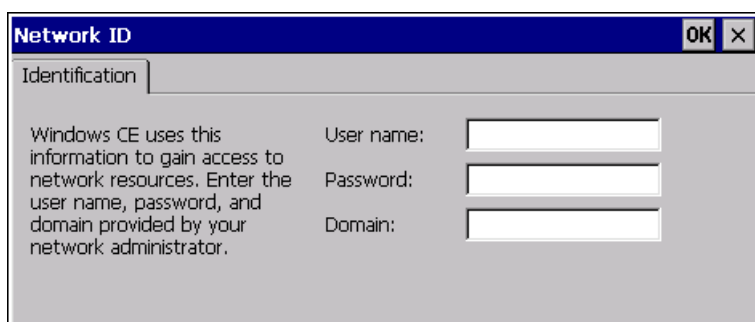 Network ID OK ×
Identification
Windows CE uses this
information to gain access to
network resources. Enter the
user name, password, and
domain provided by your
network administrator.
User name:
Password:
Domain: